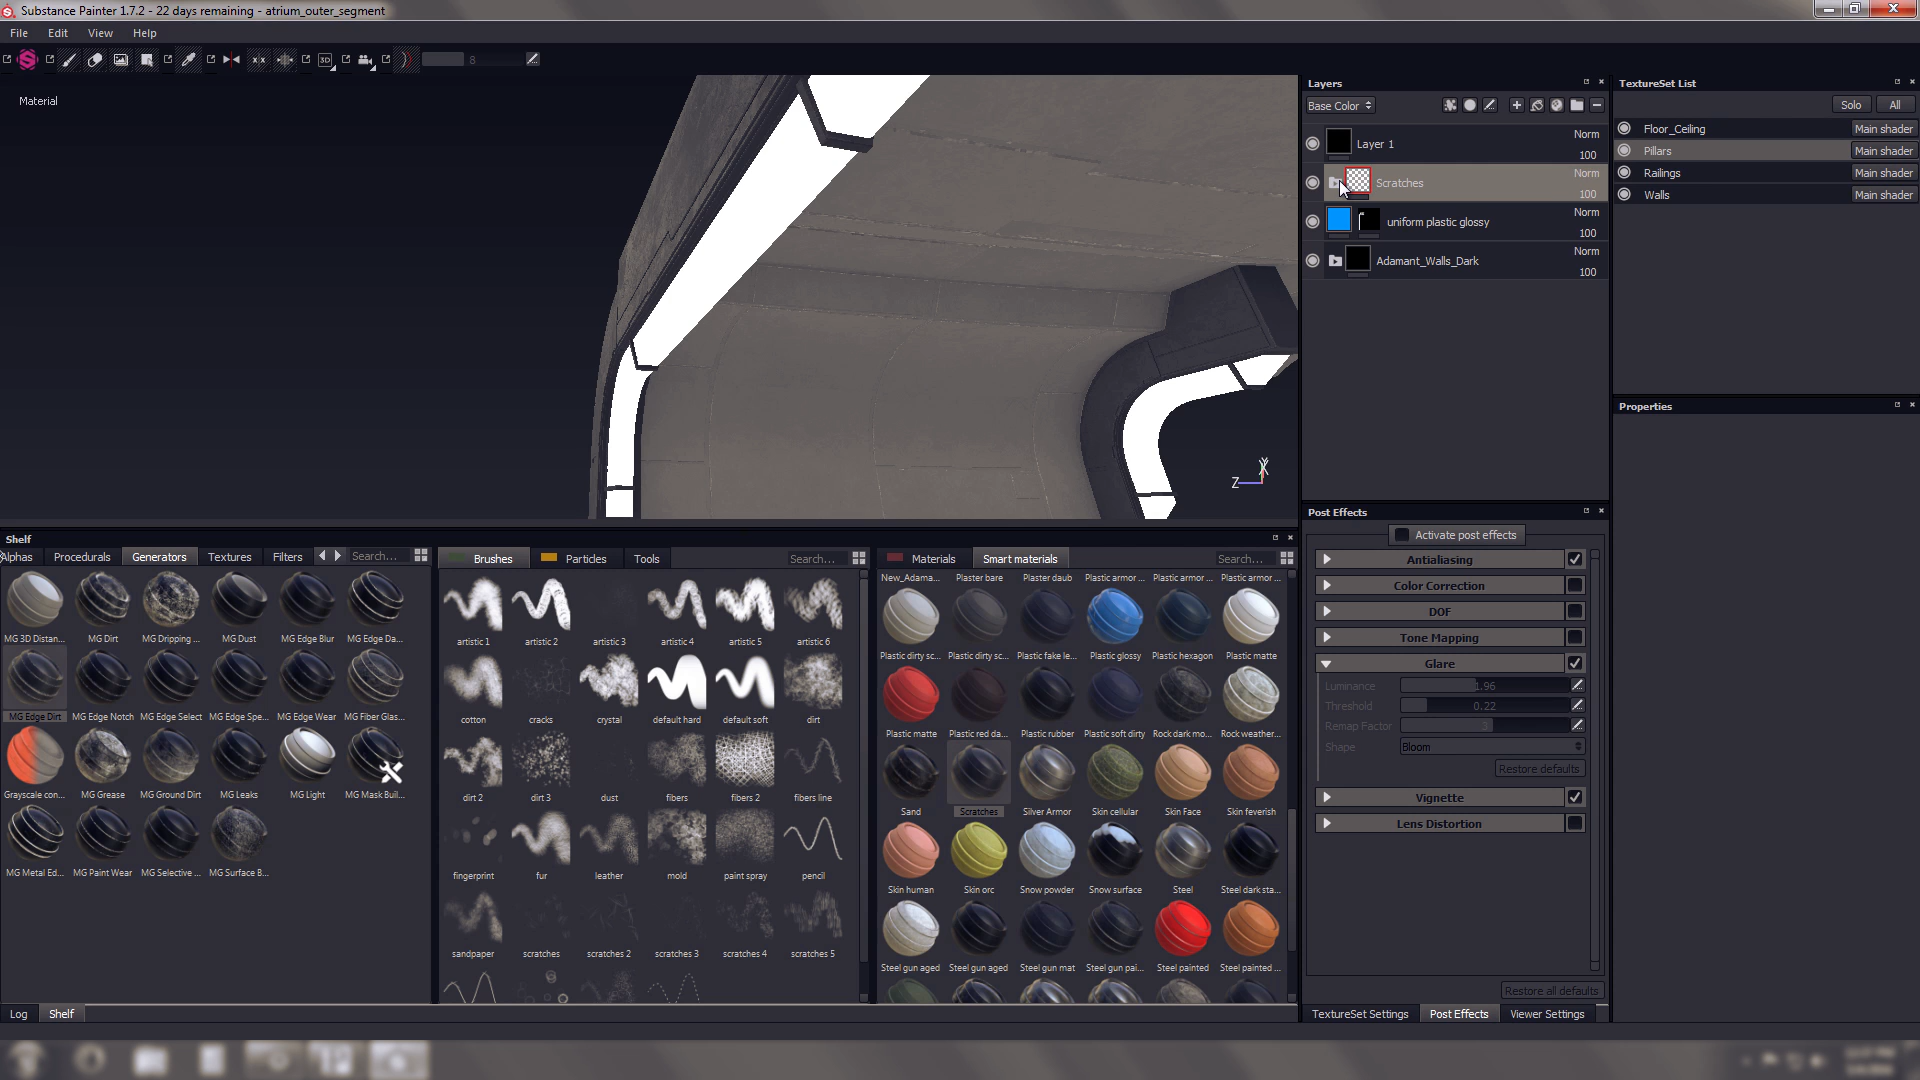 Substance Painter 1.7.2 - 22 days remaining - atrium_outer_segment
File Edit View Help
8
Material
Z
Y
Layers
Base Color
Layer 1 Norm 100
Scratches Norm 100
uniform plastic glossy Norm 100
Adamant_Walls_Dark Norm 100
TextureSet List
Solo All
Floor_Ceiling Main shader
Pillars Main shader
Railings Main shader
Walls Main shader
Properties
Post Effects
Activate post effects
Antialiasing
Color Correction
DOF
Tone Mapping
Glare
Luminance 1.96
Threshold 0.22
Remap Factor 3
Shape Bloom
Restore defaults
Vignette
Lens Distortion
Restore all defaults
TextureSet Settings Post Effects Viewer Settings
Shelf
Alphas Procedurals Generators Textures Filters Search...
MG 3D Distan... MG Dirt MG Dripping ... MG Dust MG Edge Blur MG Edge Da...
MG Edge Dirt MG Edge Notch MG Edge Select MG Edge Spe... MG Edge Wear MG Fiber Glas...
Grayscale con... MG Grease MG Ground Dirt MG Leaks MG Light MG Mask Buil...
MG Metal Ed... MG Paint Wear MG Selective ... MG Surface B...
Brushes Particles Tools Search...
artistic 1 artistic 2 artistic 3 artistic 4 artistic 5 artistic 6
cotton cracks crystal default hard default soft dirt
dirt 2 dirt 3 dust fibers fibers 2 fibers line
fingerprint fur leather mold paint spray pencil
sandpaper scratches scratches 2 scratches 3 scratches 4 scratches 5
Materials Smart materials Search...
New_Adama... Plaster bare Plaster daub Plastic armor ... Plastic armor ... Plastic armor ...
Plastic dirty sc... Plastic dirty sc... Plastic fake le... Plastic glossy Plastic hexagon Plastic matte
Plastic matte Plastic red da... Plastic rubber Plastic soft dirty Rock dark mo... Rock weather...
Sand Scratches Silver Armor Skin cellular Skin Face Skin feverish
Skin human Skin orc Snow powder Snow surface Steel Steel dark sta...
Steel gun aged Steel gun aged Steel gun mat Steel gun pai... Steel painted Steel painted ...
Log Shelf